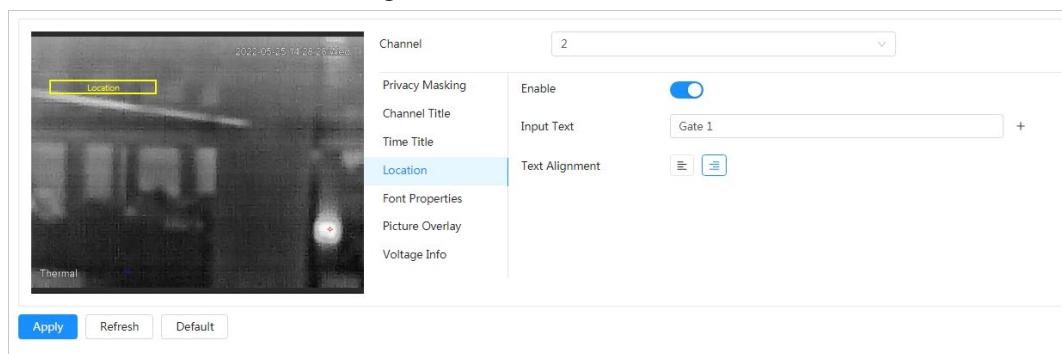 Channel
2
2022-05-25 14:28:28 Wed
Location
Privacy Masking
Channel Title
Time Title
Location
Font Properties
Picture Overlay
Voltage Info
Enable
Input Text
Gate 1
+
Text Alignment
Thermal
Apply
Refresh
Default